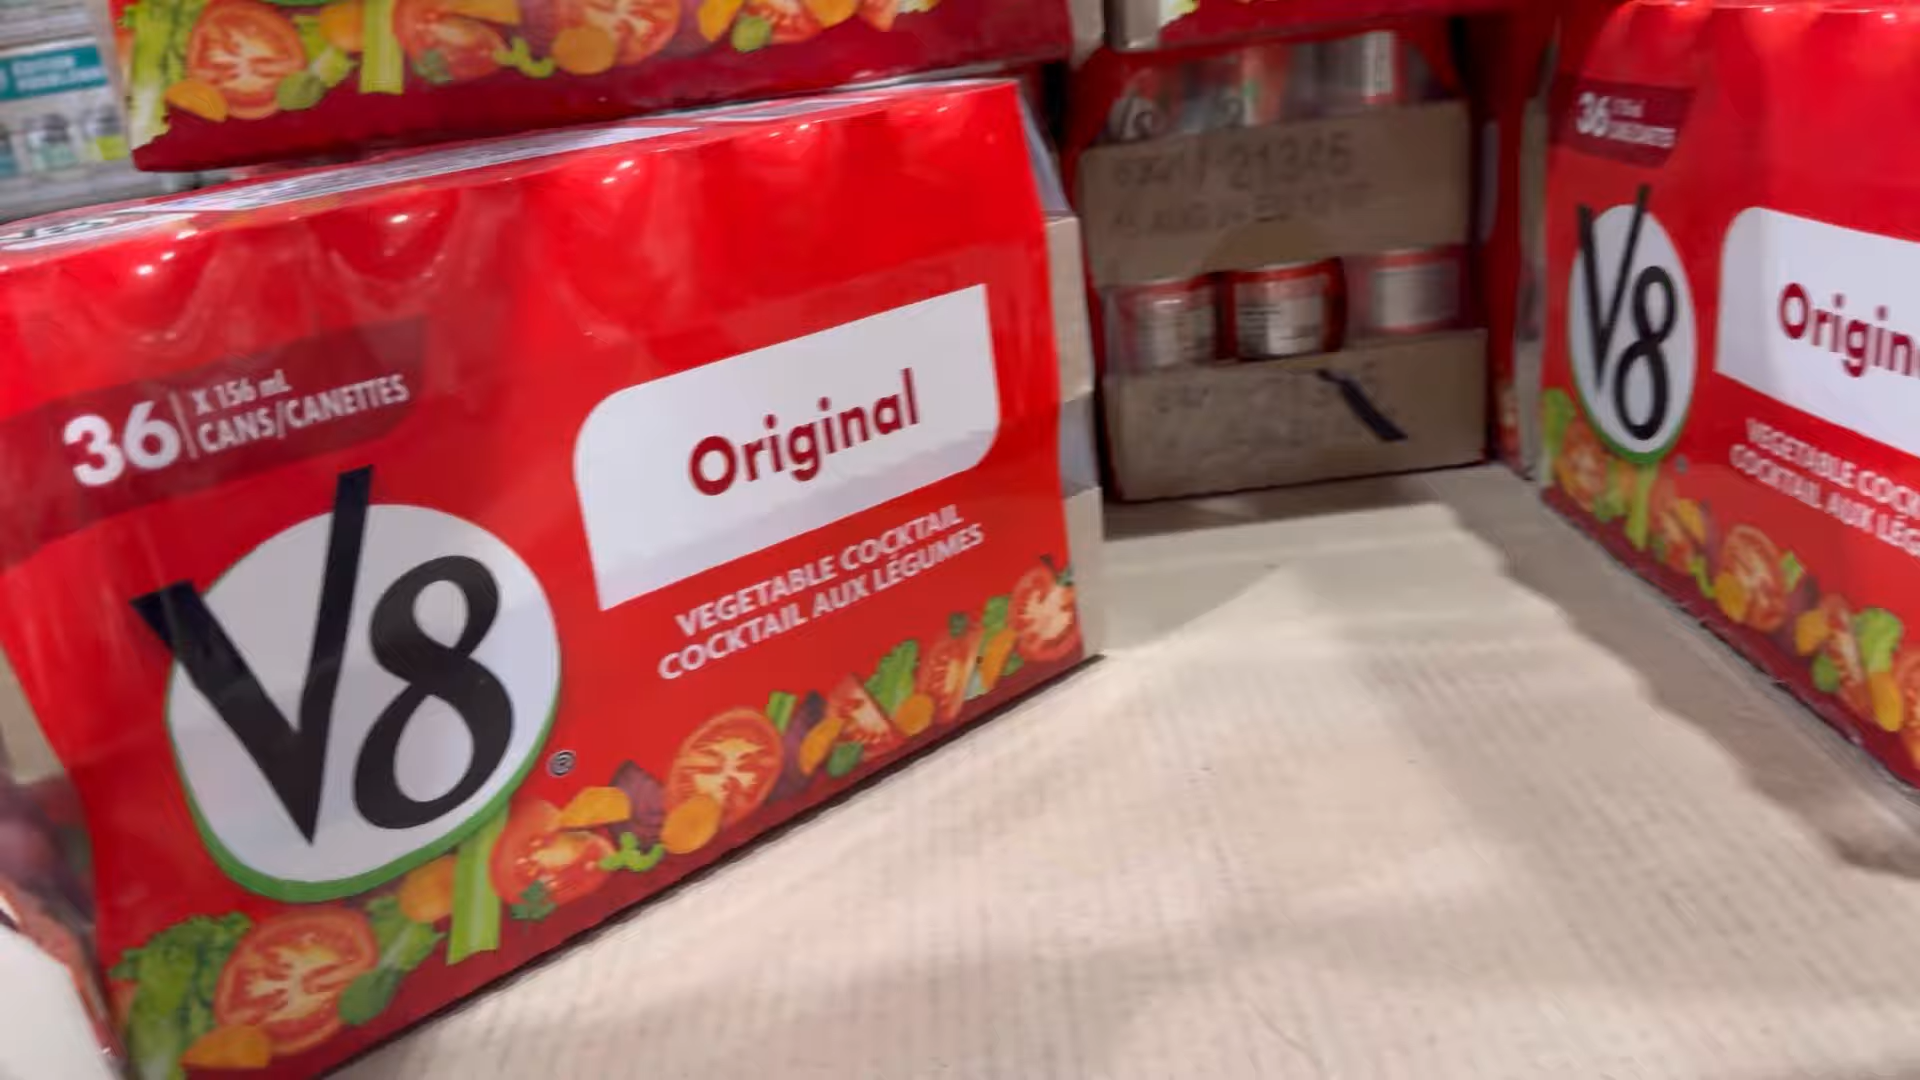 36 X 156 mL
CANS/CANETTES
V8
®
Original
VEGETABLE COCKTAIL
COCKTAIL AUX LÉGUMES
21345
36
V8
Origin
VEGETABLE COCK
COCKTAIL AUX LÉG